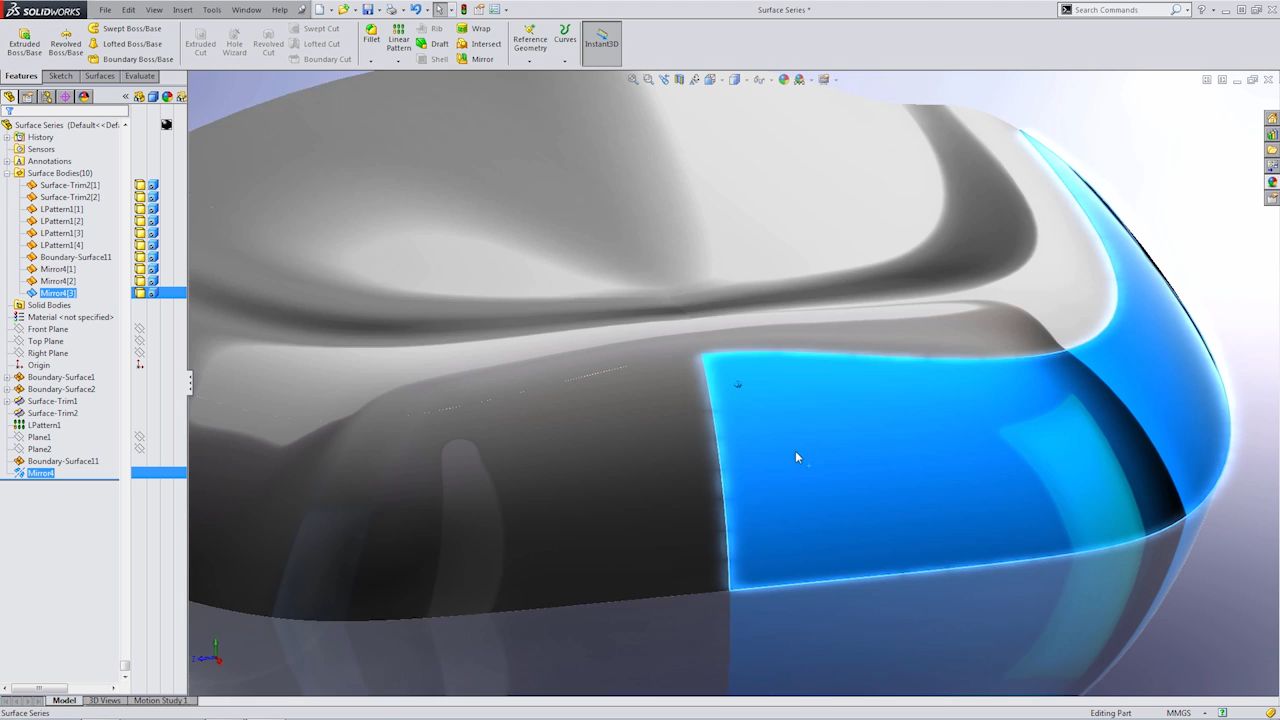 SOLIDWORKS File Edit View Insert Tools Window Help Surface Series * Search Commands
Extruded Boss/Base
Revolved Boss/Base
Swept Boss/Base
Lofted Boss/Base
Boundary Boss/Base
Extruded Cut
Hole Wizard
Revolved Cut
Swept Cut
Lofted Cut
Boundary Cut
Fillet
Linear Pattern
Rib
Draft
Shell
Wrap
Intersect
Mirror
Reference Geometry
Curves
Instant3D
Features Sketch Surfaces Evaluate
Surface Series (Default<<Def
History
Sensors
Annotations
Surface Bodies(10)
Surface-Trim2[1]
Surface-Trim2[2]
LPattern1[1]
LPattern1[2]
LPattern1[3]
LPattern1[4]
Boundary-Surface11
Mirror4[1]
Mirror4[2]
Mirror4[3]
Solid Bodies
Material <not specified>
Front Plane
Top Plane
Right Plane
Origin
Boundary-Surface1
Boundary-Surface2
Surface-Trim1
Surface-Trim2
LPattern1
Plane1
Plane2
Boundary-Surface11
Mirror4
Z
Model 3D Views Motion Study 1
Surface Series Editing Part MMGS